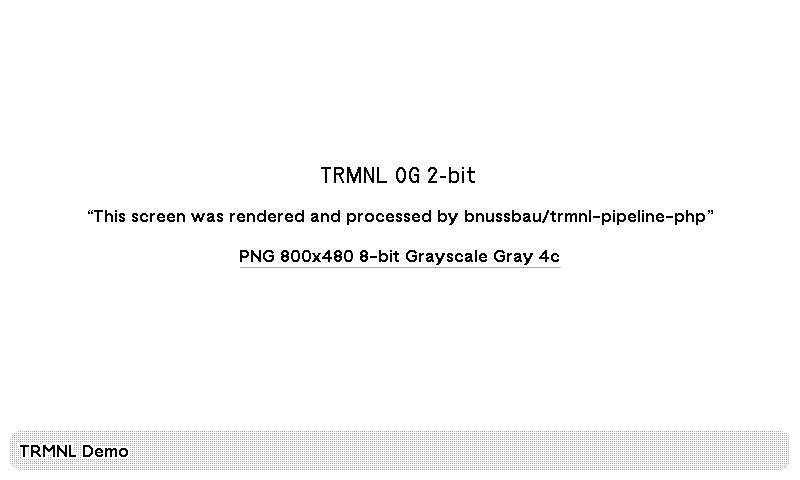 TRMNL OG 2-bit
“This screen was rendered and processed by bnussbau/trmnl-pipeline-php”
PNG 800x480 8-bit Grayscale Gray 4c
TRMNL Demo